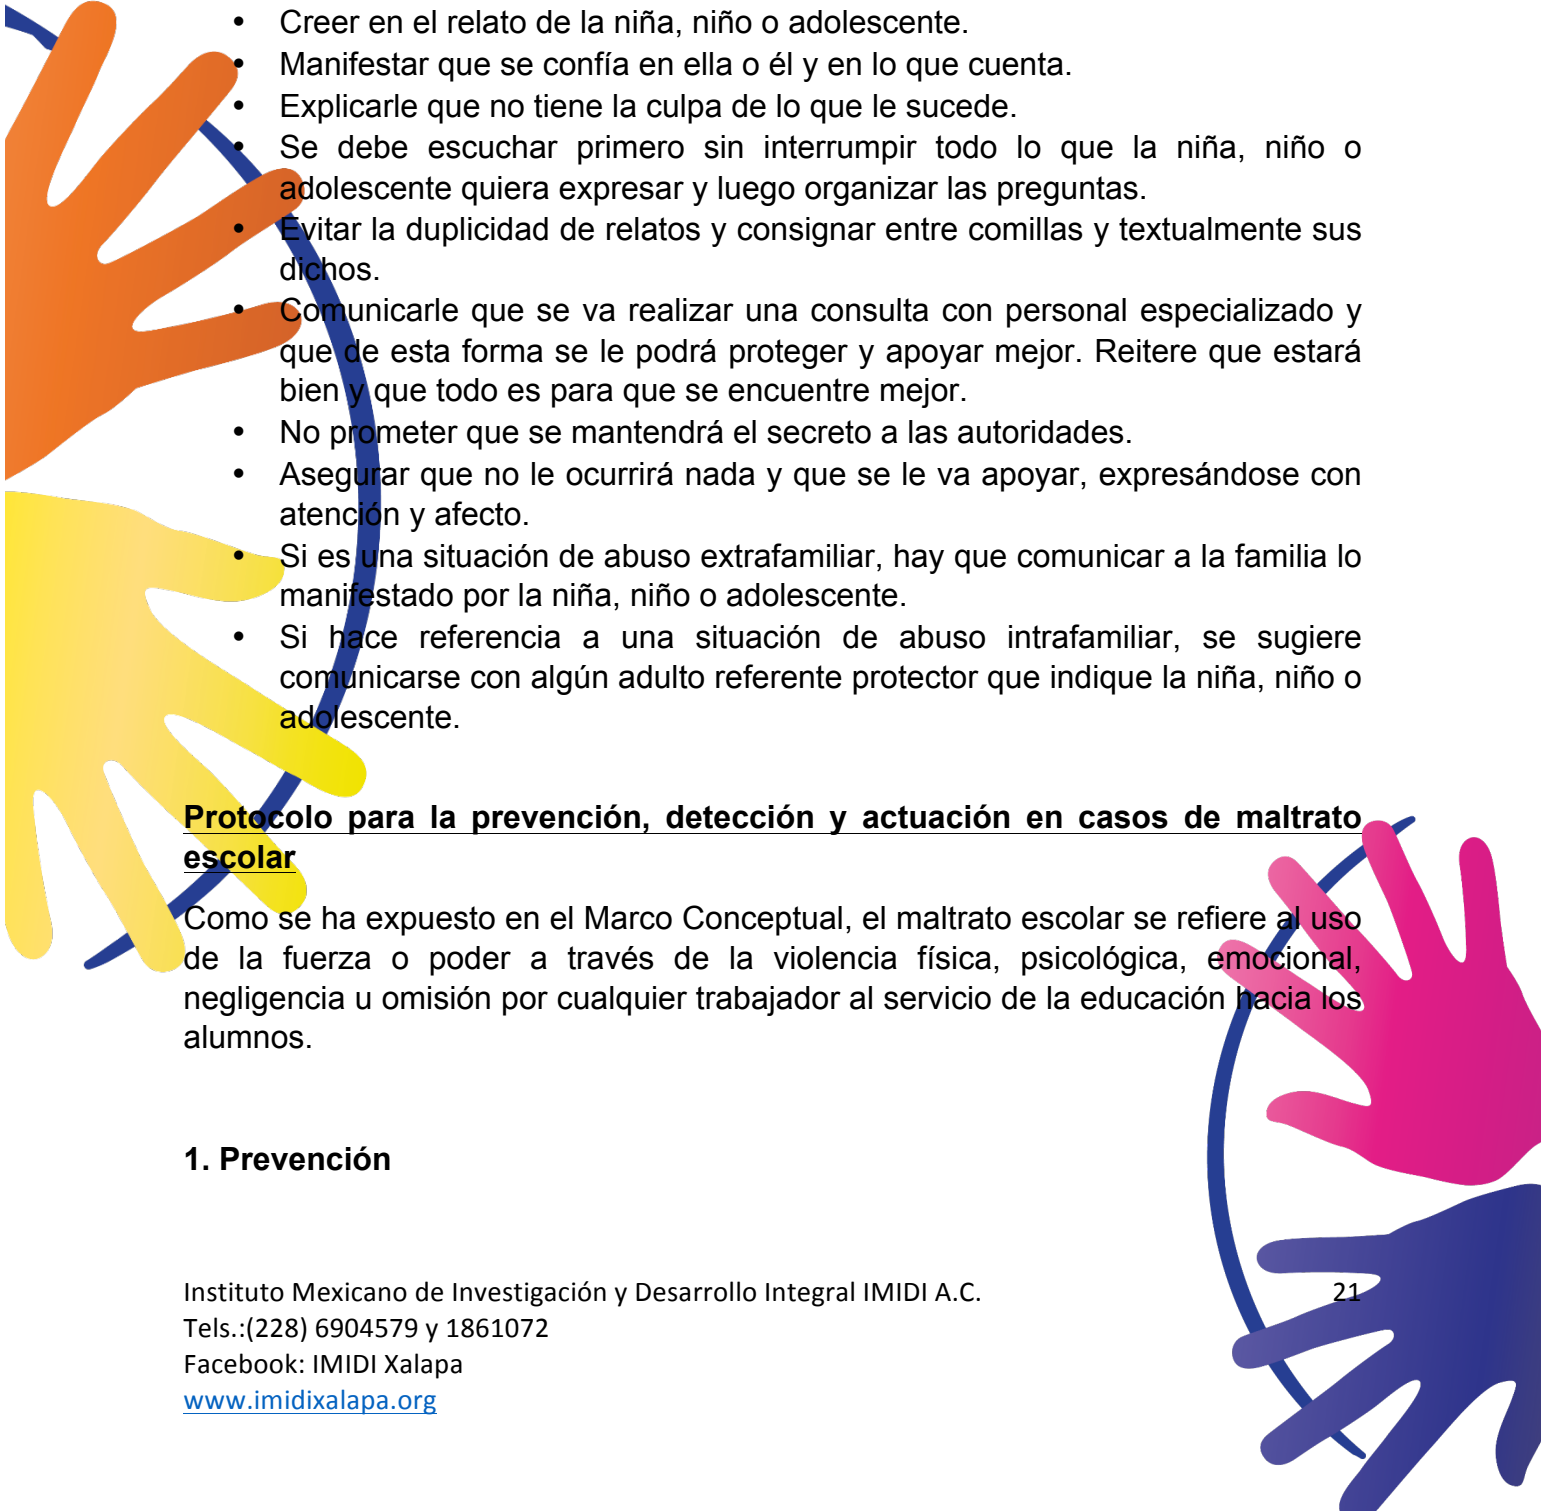 • Creer en el relato de la niña, niño o adolescente.
• Manifestar que se confía en ella o él y en lo que cuenta.
• Explicarle que no tiene la culpa de lo que le sucede.
• Se debe escuchar primero sin interrumpir todo lo que la niña, niño o
adolescente quiera expresar y luego organizar las preguntas.
• Evitar la duplicidad de relatos y consignar entre comillas y textualmente sus
dichos.
• Comunicarle que se va realizar una consulta con personal especializado y
que de esta forma se le podrá proteger y apoyar mejor. Reitere que estará
bien y que todo es para que se encuentre mejor.
• No prometer que se mantendrá el secreto a las autoridades.
• Asegurar que no le ocurrirá nada y que se le va apoyar, expresándose con
atención y afecto.
• Si es una situación de abuso extrafamiliar, hay que comunicar a la familia lo
manifestado por la niña, niño o adolescente.
• Si hace referencia a una situación de abuso intrafamiliar, se sugiere
comunicarse con algún adulto referente protector que indique la niña, niño o
adolescente.
Protocolo para la prevención, detección y actuación en casos de maltrato
escolar
Como se ha expuesto en el Marco Conceptual, el maltrato escolar se refiere al uso
de la fuerza o poder a través de la violencia física, psicológica, emocional,
negligencia u omisión por cualquier trabajador al servicio de la educación hacia los
alumnos.
1. Prevención
Instituto Mexicano de Investigación y Desarrollo Integral IMIDI A.C. 21
Tels.:(228) 6904579 y 1861072
Facebook: IMIDI Xalapa
www.imidixalapa.org